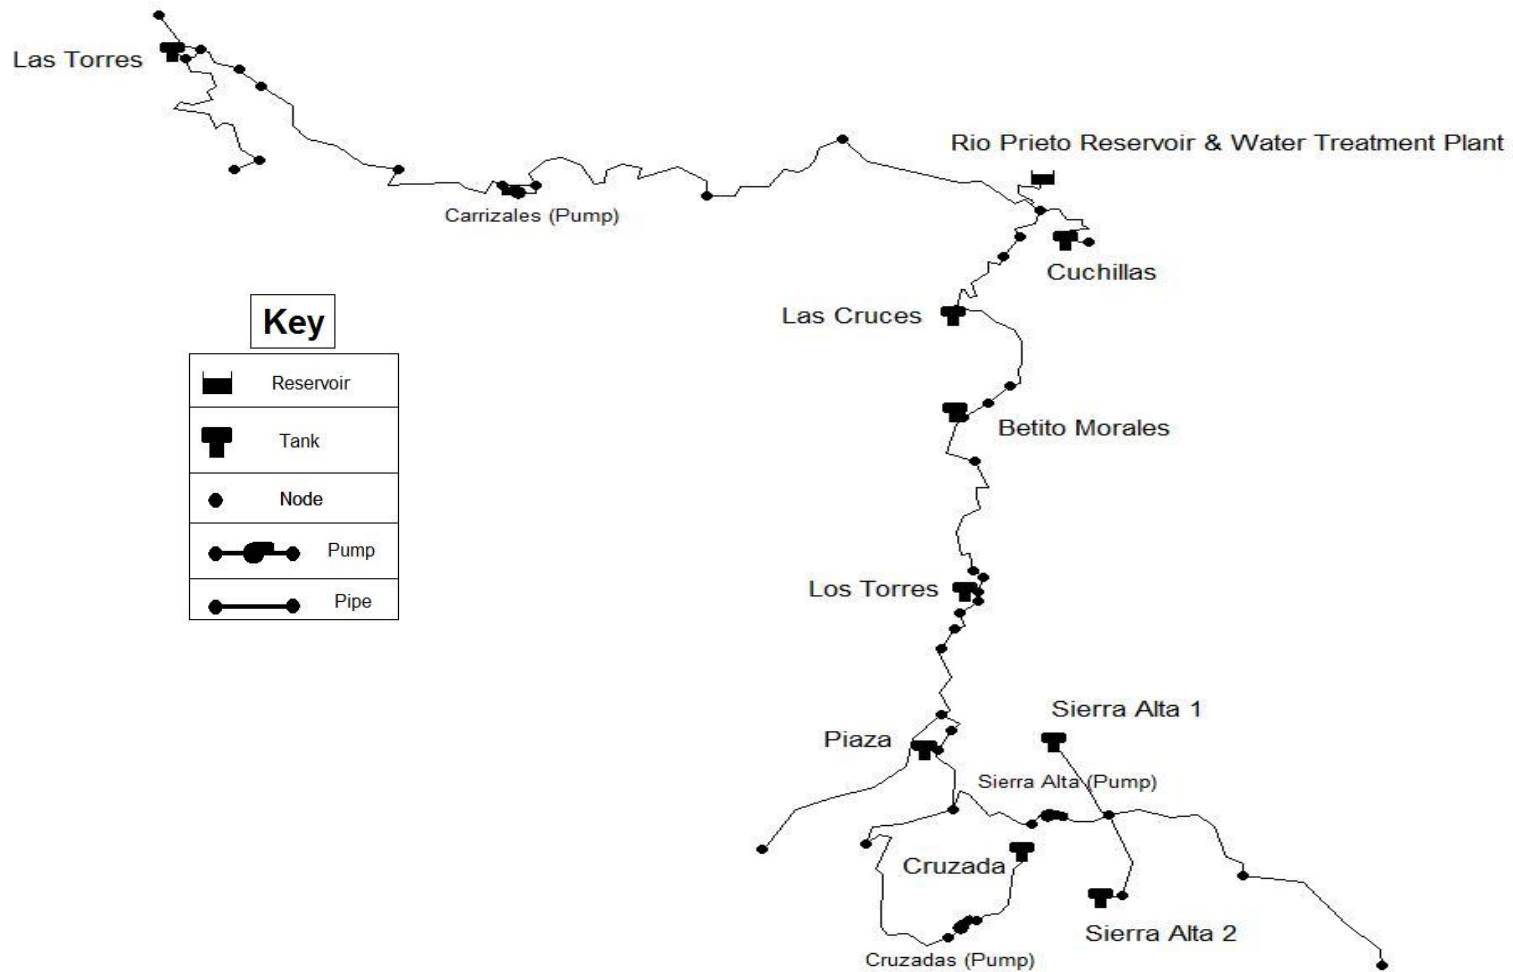 Las Torres
Rio Prieto Reservoir & Water Treatment Plant
Carrizales (Pump)
Cuchillas
Las Cruces
Key
Reservoir
Tank
Node
Pump
Pipe
Betito Morales
Los Torres
Sierra Alta 1
Piaza
Sierra Alta (Pump)
Cruzada
Sierra Alta 2
Cruzadas (Pump)